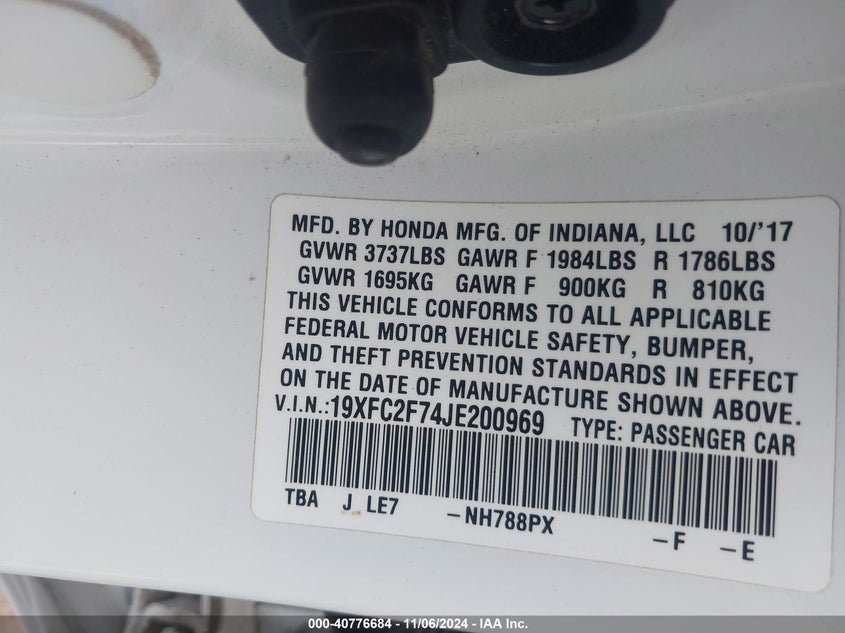 MFD. BY HONDA MFG. OF INDIANA, LLC 10/'17
GVWR 3737LBS GAWR F 1984LBS R 1786LBS
GVWR 1695KG GAWR F 900KG R 810KG
THIS VEHICLE CONFORMS TO ALL APPLICABLE
FEDERAL MOTOR VEHICLE SAFETY, BUMPER,
AND THEFT PREVENTION STANDARDS IN EFFECT
ON THE DATE OF MANUFACTURE SHOWN ABOVE.
V.I.N.:19XFC2F74JE200969 TYPE: PASSENGER CAR
TBA J LE7 -NH788PX -F -E
000-40776684 - 11/06/2024 - IAA Inc.